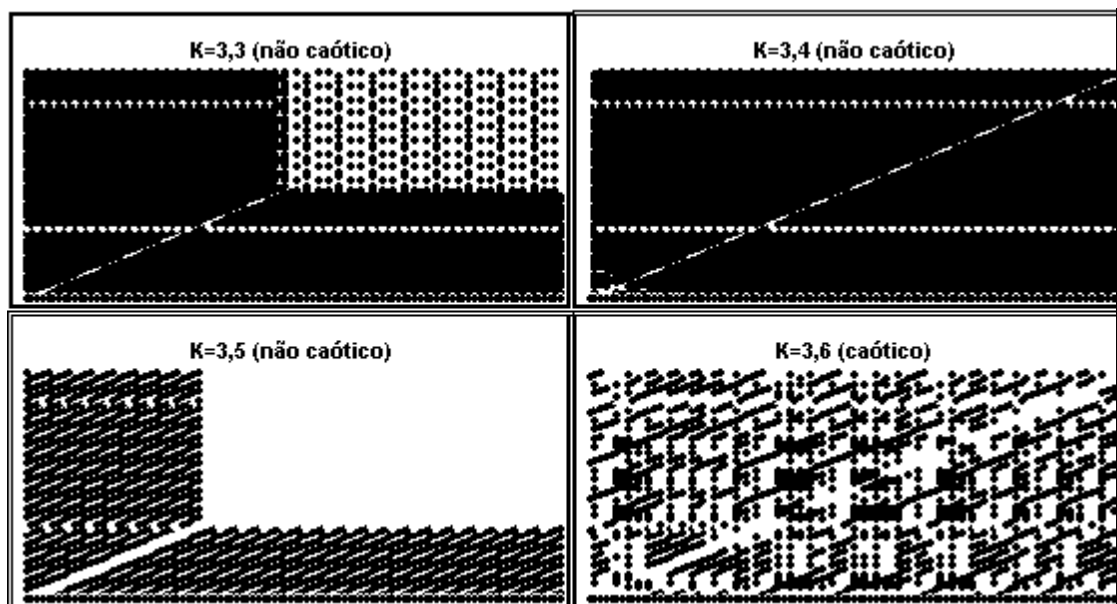 K=3,3 (não caótico)
K=3,4 (não caótico)
K=3,5 (não caótico)
K=3,6 (caótico)